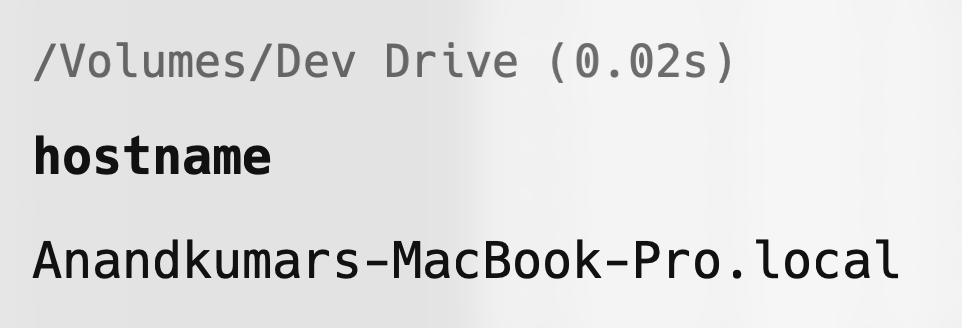 /Volumes/Dev Drive (0.02s)
hostname
Anandkumars-MacBook-Pro.local